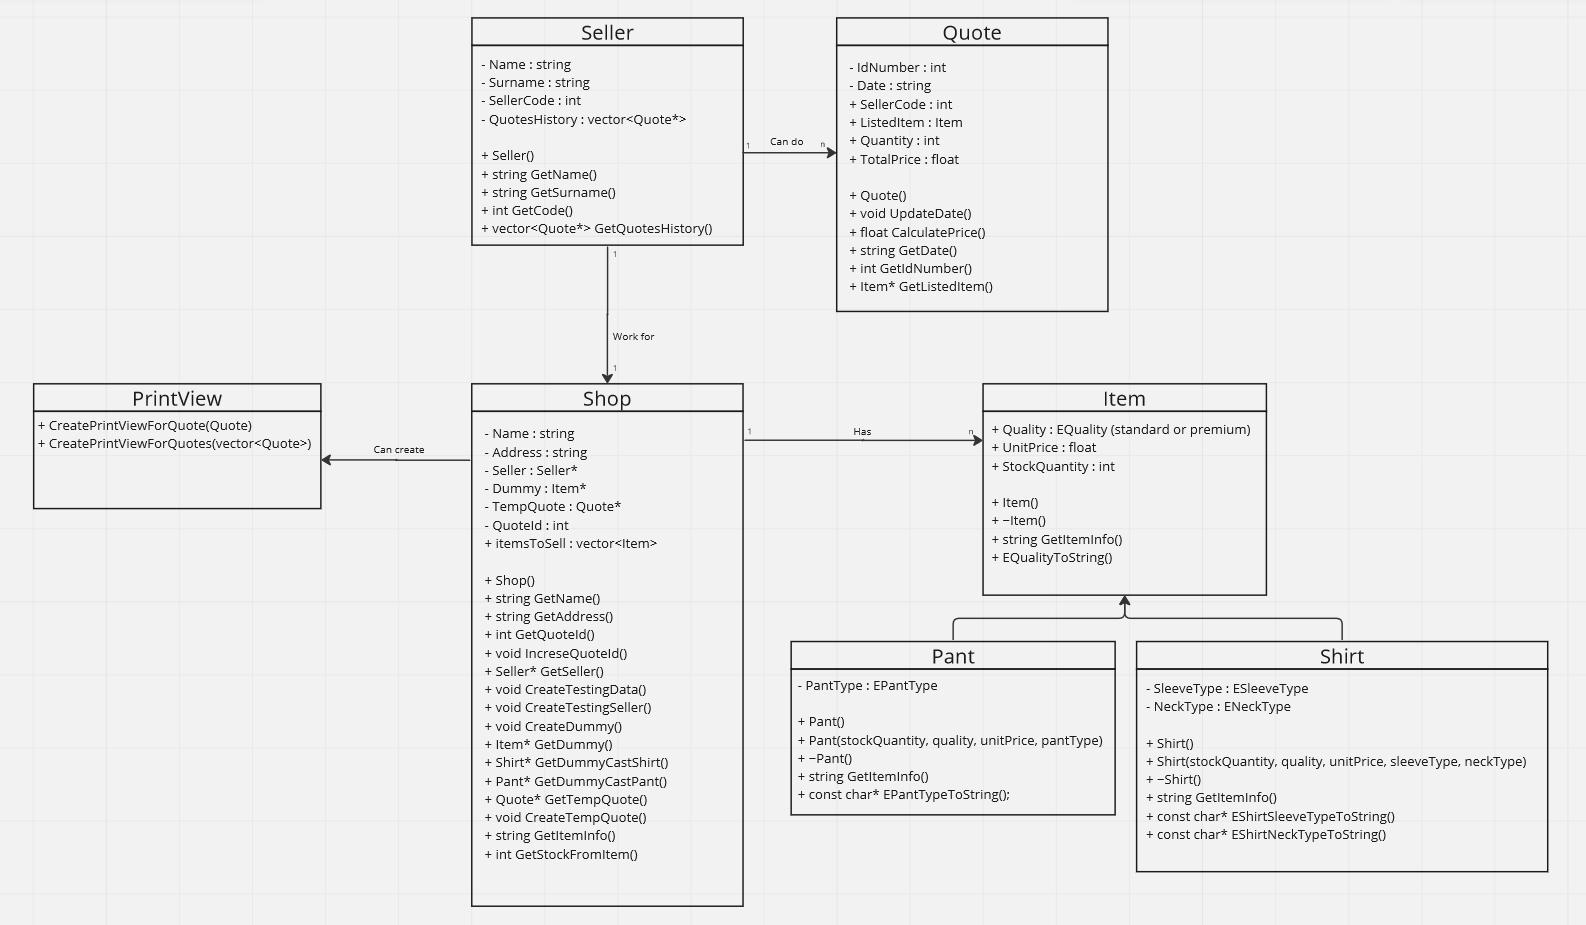 Seller
- Name : string
- Surname : string
- SellerCode : int
- QuotesHistory : vector<Quote*>
+ Seller()
+ string GetName()
+ string GetSurname()
+ int GetCode()
+ vector<Quote*> GetQuotesHistory()
1
Can do
n
Quote
- IdNumber : int
- Date : string
+ SellerCode : int
+ ListedItem : Item
+ Quantity : int
+ TotalPrice : float
+ Quote()
+ void UpdateDate()
+ float CalculatePrice()
+ string GetDate()
+ int GetIdNumber()
+ Item* GetListedItem()
1
Work for
1
PrintView
+ CreatePrintViewForQuote(Quote)
+ CreatePrintViewForQuotes(vector<Quote>)
Can create
Shop
- Name : string
- Address : string
- Seller : Seller*
- Dummy : Item*
- TempQuote : Quote*
- QuoteId : int
+ itemsToSell : vector<Item>
+ Shop()
+ string GetName()
+ string GetAddress()
+ int GetQuoteId()
+ void IncreseQuoteId()
+ Seller* GetSeller()
+ void CreateTestingData()
+ void CreateTestingSeller()
+ void CreateDummy()
+ Item* GetDummy()
+ Shirt* GetDummyCastShirt()
+ Pant* GetDummyCastPant()
+ Quote* GetTempQuote()
+ void CreateTempQuote()
+ string GetItemInfo()
+ int GetStockFromItem()
1
Has
n
Item
+ Quality : EQuality (standard or premium)
+ UnitPrice : float
+ StockQuantity : int
+ Item()
+ ~Item()
+ string GetItemInfo()
+ EQualityToString()
Pant
- PantType : EPantType
+ Pant()
+ Pant(stockQuantity, quality, unitPrice, pantType)
+ ~Pant()
+ string GetItemInfo()
+ const char* EPantTypeToString();
Shirt
- SleeveType : ESleeveType
- NeckType : ENeckType
+ Shirt()
+ Shirt(stockQuantity, quality, unitPrice, sleeveType, neckType)
+ ~Shirt()
+ string GetItemInfo()
+ const char* EShirtSleeveTypeToString()
+ const char* EShirtNeckTypeToString()